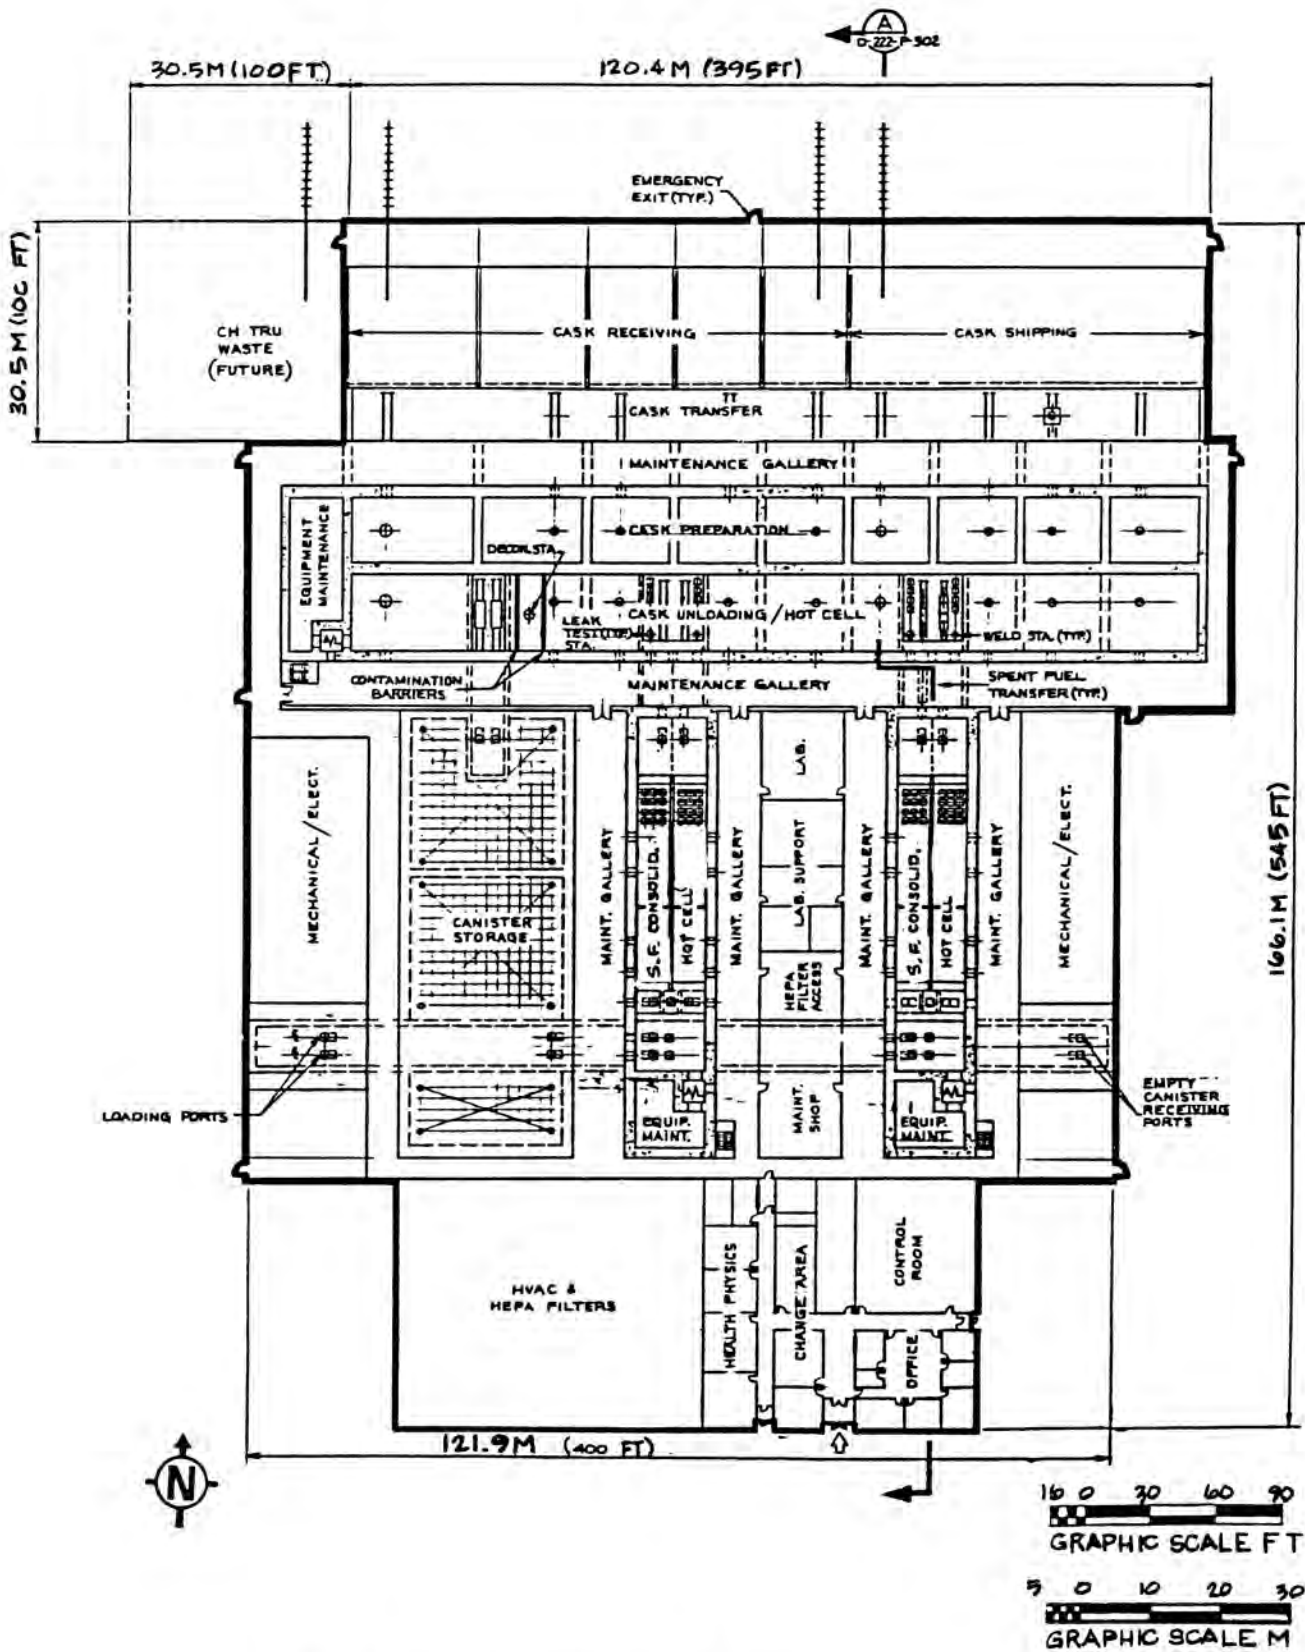 A
D-222-P-302
30.5M (100FT)
120.4 M (395FT)
EMERGENCY
EXIT (TYP.)
30.5 M (10C FT)
CH TRU
WASTE
(FUTURE)
CASK RECEIVING
CASK SHIPPING
CASK TRANSFER
MAINTENANCE GALLERY
EQUIPMENT
MAINTENANCE
CASK PREPARATION
DECON. STA.
CASK UNLOADING / HOT CELL
LEAK
TEST (TYP.)
STA.
WELD STA. (TYP.)
CONTAMINATION
BARRIERS
MAINTENANCE GALLERY
SPENT FUEL
TRANSFER (TYP.)
MECHANICAL / ELECT.
CANISTER
STORAGE
MAINT. GALLERY
S.F. CONSOLID.
HOT CELL
MAINT. GALLERY
LAB.
LAB. SUPPORT
HEPA
FILTER
ACCESS
MAINT.
SHOP
MAINT. GALLERY
S.F. CONSOLID.
HOT CELL
MAINT. GALLERY
MECHANICAL / ELECT.
166.1 M (545 FT)
LOADING PORTS
EQUIP.
MAINT.
EQUIP.
MAINT.
EMPTY
CANISTER
RECEIVING
PORTS
HVAC &
HEPA FILTERS
HEALTH PHYSICS
CHANGE AREA
CONTROL
ROOM
OFFICE
121.9M (400 FT)
N
15 0 30 60 90
GRAPHIC SCALE FT
5 0 10 20 30
GRAPHIC SCALE M